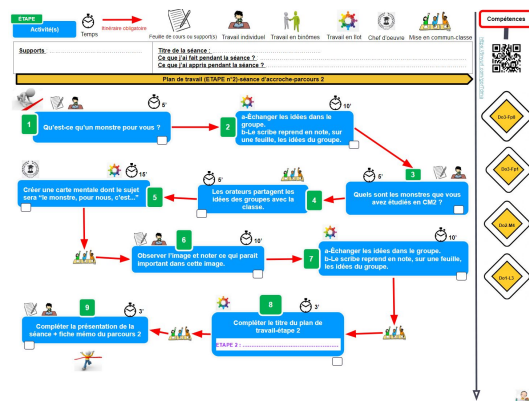 ETAPE
Activité(s)
Temps
Itinéraire obligatoire
Feuille de cours ou support(s)
Travail individuel
Travail en binômes
Travail en îlot
Chef d'oeuvre
Mise en commun-classe
Compétences
Supports :
Titre de la séance :
Ce que j'ai fait pendant la séance ?
Ce que j'ai appris pendant la séance ?
Plan de travail (ETAPE n°2)-séance d'accroche-parcours 2
5'
1
Qu'est-ce qu'un monstre pour vous ?
10'
2
a-Échanger les idées dans le
groupe.
b-Le scribe reprend en note, sur
une feuille, les idées du groupe.
5'
3
Quels sont les monstres que vous
avez étudiés en CM2 ?
5'
4
Les orateurs partagent les
idées des groupes avec la
classe.
15'
5
Créer une carte mentale dont le sujet
sera "le monstre, pour nous, c'est..."
10'
6
Observer l'image et noter ce qui parait
important dans cette image.
10'
7
a-Échanger les idées dans le groupe.
b-Le scribe reprend en note, sur une feuille,
les idées du groupe.
3'
8
Compléter le titre du plan de
travail-étape 2
ETAPE 2 :
3'
9
Compléter la présentation de la
séance + fiche mémo du parcours 2
Do3-Fp8
Do3-Fp1
Do2-M4
Do1-L3